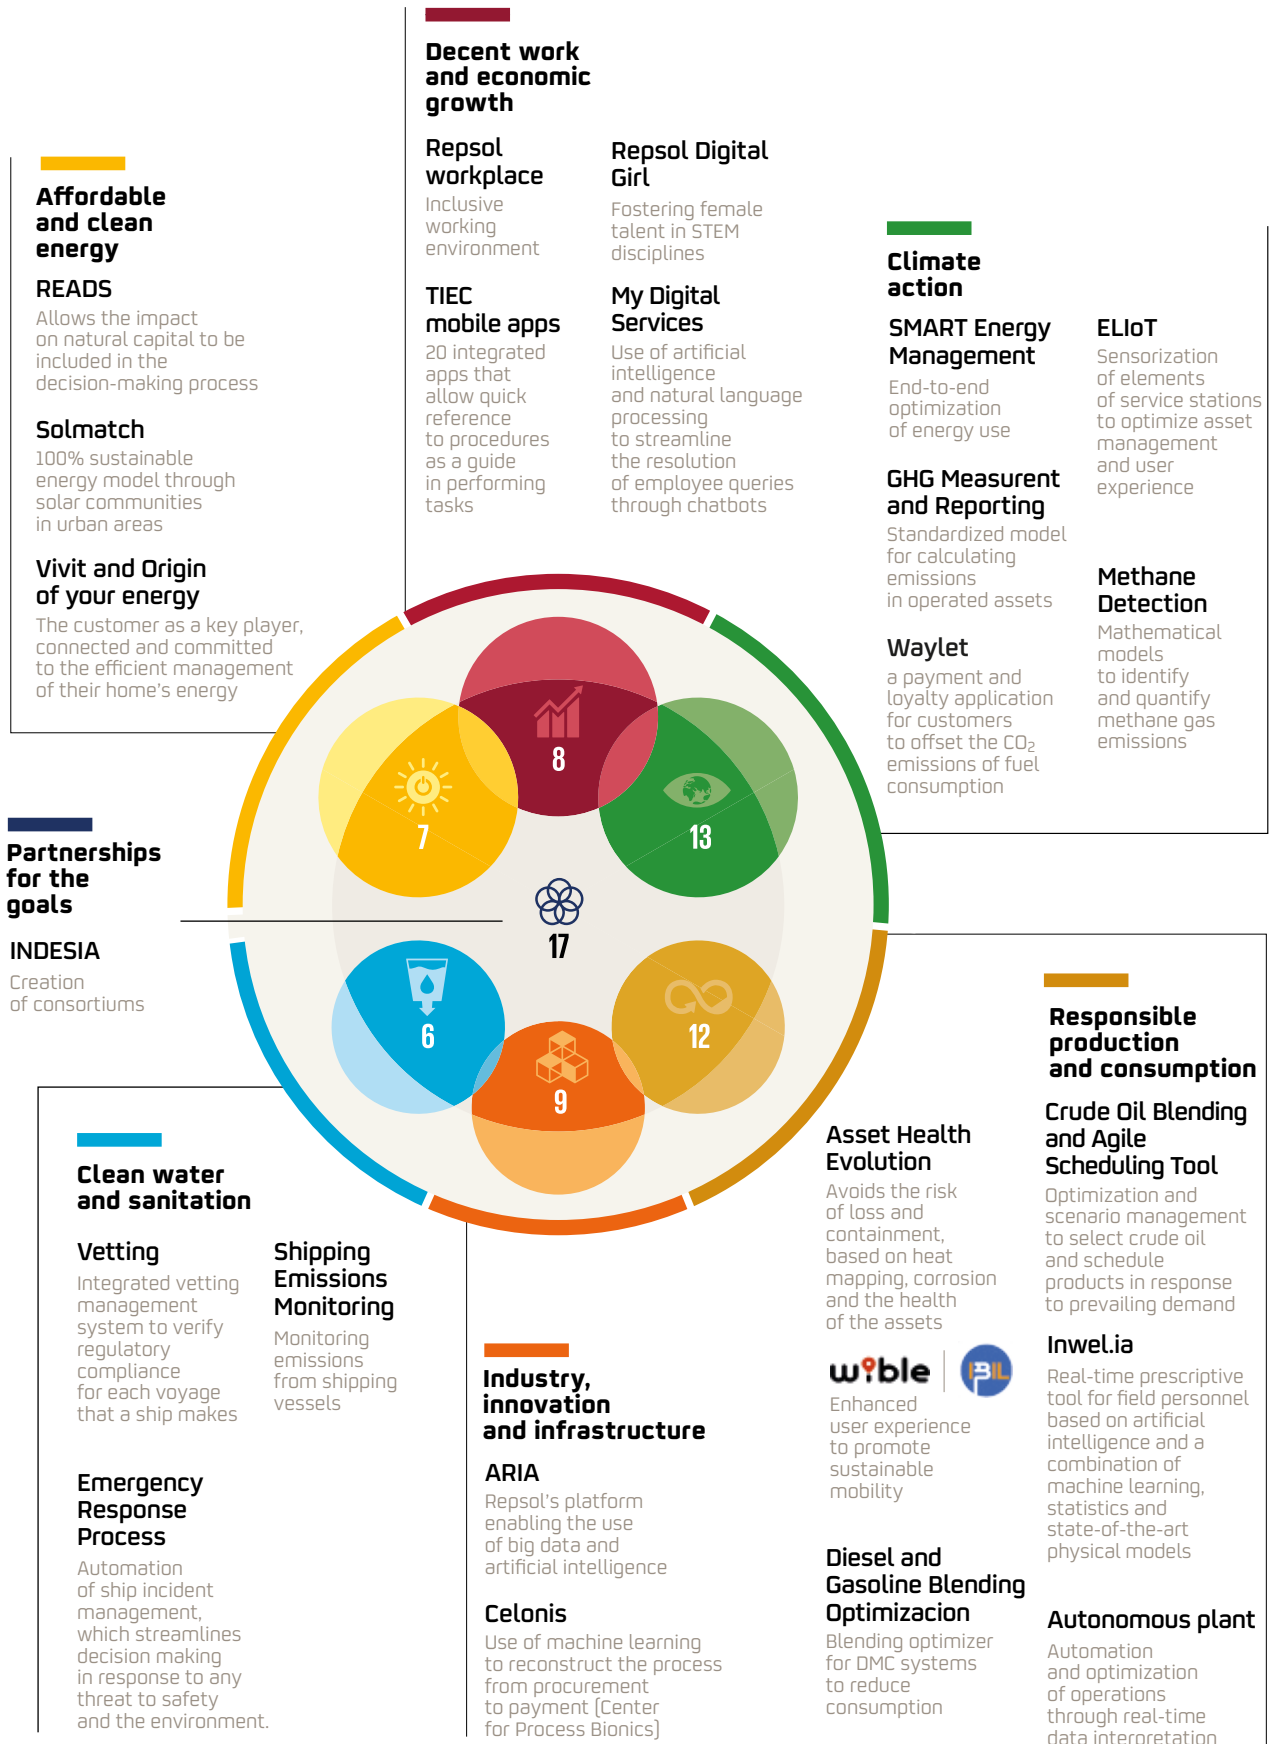 Decent work
and economic
growth
Repsol
workplace
Inclusive
working
environment
Repsol Digital
Girl
Fostering female
talent in STEM
disciplines
TIEC
mobile apps
20 integrated
apps that
allow quick
reference
to procedures
as a guide
in performing
tasks
My Digital
Services
Use of artificial
intelligence
and natural language
processing
to streamline
the resolution
of employee queries
through chatbots
Affordable
and clean
energy
READS
Allows the impact
on natural capital to be
included in the
decision-making process
Solmatch
100% sustainable
energy model through
solar communities
in urban areas
Vivit and Origin
of your energy
The customer as a key player,
connected and committed
to the efficient management
of their home's energy
Climate
action
SMART Energy
Management
End-to-end
optimization
of energy use
GHG Measurent
and Reporting
Standardized model
for calculating
emissions
in operated assets
Waylet
a payment and
loyalty application
for customers
to offset the CO₂
emissions of fuel
consumption
ELIoT
Sensorization
of elements
of service stations
to optimize asset
management
and user
experience
Methane
Detection
Mathematical
models
to identify
and quantify
methane gas
emissions
8
7
13
17
6
12
9
Partnerships
for the
goals
INDESIA
Creation
of consortiums
Clean water
and sanitation
Vetting
Integrated vetting
management
system to verify
regulatory
compliance
for each voyage
that a ship makes
Shipping
Emissions
Monitoring
Monitoring
emissions
from shipping
vessels
Emergency
Response
Process
Automation
of ship incident
management,
which streamlines
decision making
in response to any
threat to safety
and the environment.
Industry,
innovation
and infrastructure
ARIA
Repsol's platform
enabling the use
of big data and
artificial intelligence
Celonis
Use of machine learning
to reconstruct the process
from procurement
to payment (Center
for Process Bionics)
Responsible
production
and consumption
Asset Health
Evolution
Avoids the risk
of loss and
containment,
based on heat
mapping, corrosion
and the health
of the assets
wible
IBIL
Enhanced
user experience
to promote
sustainable
mobility
Diesel and
Gasoline Blending
Optimizacion
Blending optimizer
for DMC systems
to reduce
consumption
Crude Oil Blending
and Agile
Scheduling Tool
Optimization and
scenario management
to select crude oil
and schedule
products in response
to prevailing demand
Inwel.ia
Real-time prescriptive
tool for field personnel
based on artificial
intelligence and a
combination of
machine learning,
statistics and
state-of-the-art
physical models
Autonomous plant
Automation
and optimization
of operations
through real-time
data interpretation